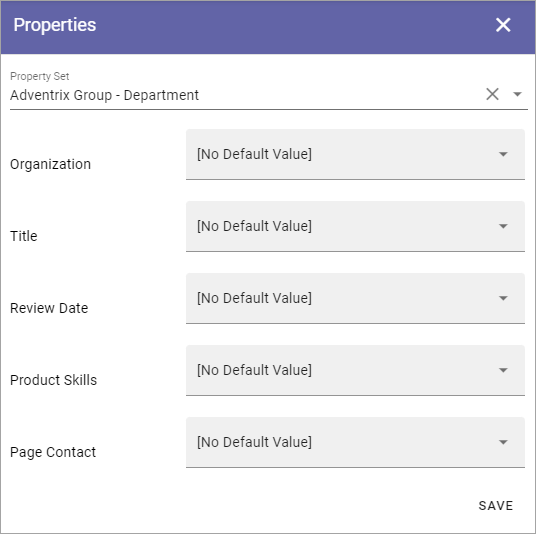 Properties
Property Set
Adventrix Group - Department
Organization
[No Default Value]
Title
[No Default Value]
Review Date
[No Default Value]
Product Skills
[No Default Value]
Page Contact
[No Default Value]
SAVE